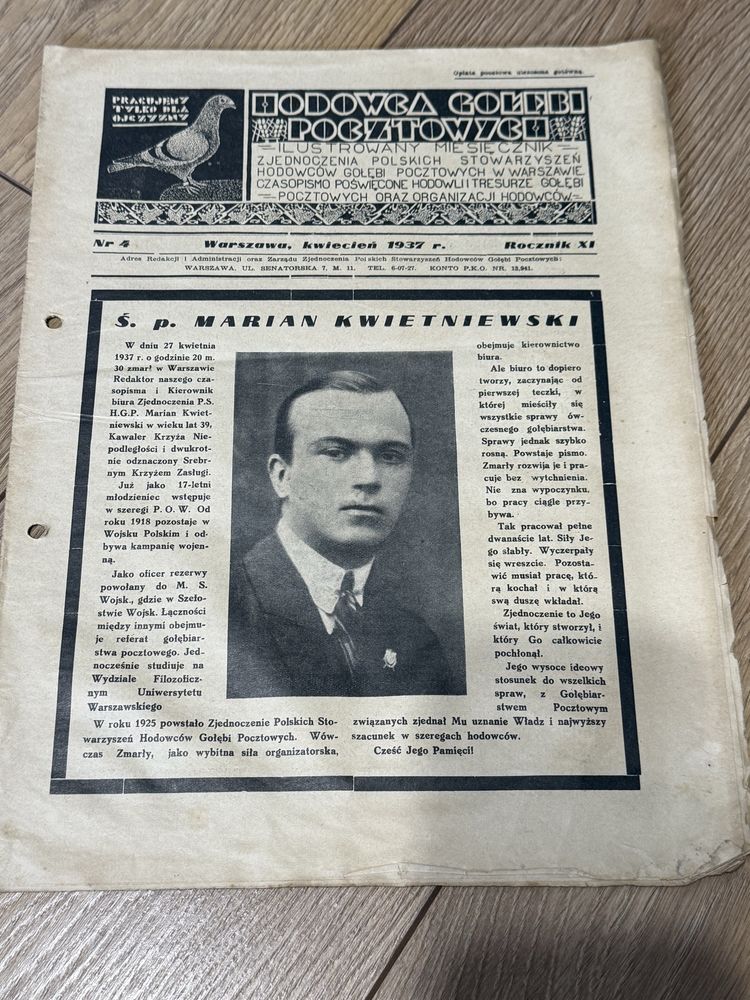 Opłata pocztowa uiszczona gotówką.
PRACUJEMY
TYLKO DLA
OJCZYZNY
HODOWCA GOŁĘBI
POCZTOWYCH
ILUSTROWANY MIESIĘCZNIK
ZJEDNOCZENIA POLSKICH STOWARZYSZEŃ
HODOWCÓW GOŁĘBI POCZTOWYCH W WARSZAWIE.
CZASOPISMO POŚWIĘCONE HODOWLI I TRESURZE GOŁĘBI
POCZTOWYCH ORAZ ORGANIZACJI HODOWCÓW.
Nr 4 Warszawa, kwiecień 1937 r. Rocznik XI
Adres Redakcji i Administracji oraz Zarządu Zjednoczenia Polskich Stowarzyszeń Hodowców Gołębi Pocztowych:
WARSZAWA, UL. SENATORSKA 7, M. 11. TEL. 6-07-27. KONTO P.K.O. NR. 13,941.
Ś. p. MARIAN KWIETNIEWSKI
W dniu 27 kwietnia
1937 r. o godzinie 20 m.
30 zmarł w Warszawie
Redaktor naszego cza-
sopisma i Kierownik
biura Zjednoczenia P.S.
H.G.P. Marian Kwiet-
niewski w wieku lat 39,
Kawaler Krzyża Nie-
podległości i dwukrot-
nie odznaczony Srebr-
nym Krzyżem Zasługi.
Już jako 17-letni
młodzieniec wstępuje
w szeregi P. O. W. Od
roku 1918 pozostaje w
Wojsku Polskim i od-
bywa kampanię wojen-
ną.
Jako oficer rezerwy
powołany do M. S.
Wojsk., gdzie w Szefo-
stwie Wojsk. Łączności
między innymi obejmu-
je referat gołębiar-
stwa pocztowego. Jed-
nocześnie studiuje na
Wydziale Filozoficz-
nym Uniwersytetu
Warszawskiego
W roku 1925 powstało Zjednoczenie Polskich Sto-
warzyszeń Hodowców Gołębi Pocztowych. Wów-
czas Zmarły, jako wybitna siła organizatorska,
obejmuje kierownictwo
biura.
Ale biuro to dopiero
tworzy, zaczynając od
pierwszej teczki, w
której mieściły się
wszystkie sprawy ów-
czesnego gołębiarstwa.
Sprawy jednak szybko
rosną. Powstaje pismo.
Zmarły rozwija je i pra-
cuje bez wytchnienia.
Nie zna wypoczynku,
bo pracy ciągle przy-
bywa.
Tak pracował pełne
dwanaście lat. Siły Je-
go słabły. Wyczerpały
się wreszcie. Pozosta-
wić musiał pracę, któ-
rą kochał i w którą
swą duszę wkładał.
Zjednoczenie to Jego
świat, który stworzył, i
który Go całkowicie
pochłonął.
Jego wysoce ideowy
stosunek do wszelkich
spraw, z Gołębiar-
stwem Pocztowym
związanych zjednał Mu uznanie Władz i najwyższy
szacunek w szeregach hodowców.
Cześć Jego Pamięci!